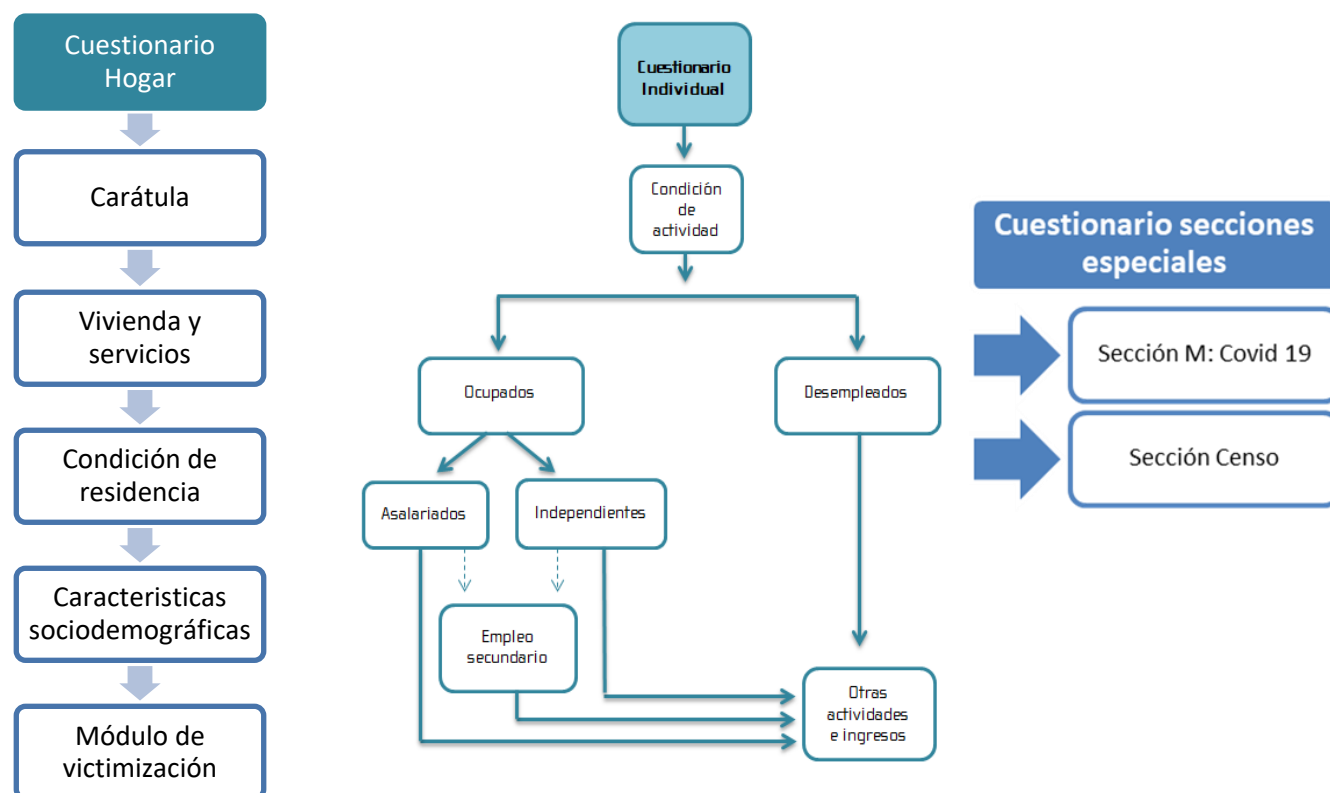 Cuestionario
Hogar
Carátula
Vivienda y
servicios
Condición de
residencia
Caracteristicas
sociodemográficas
Módulo de
victimización
Cuestionario
Individual
Condición
de
actividad
Ocupados
Desempleados
Asalariados
Independientes
Empleo
secundario
Otras
actividades
e ingresos
Cuestionario secciones
especiales
Sección M: Covid 19
Sección Censo